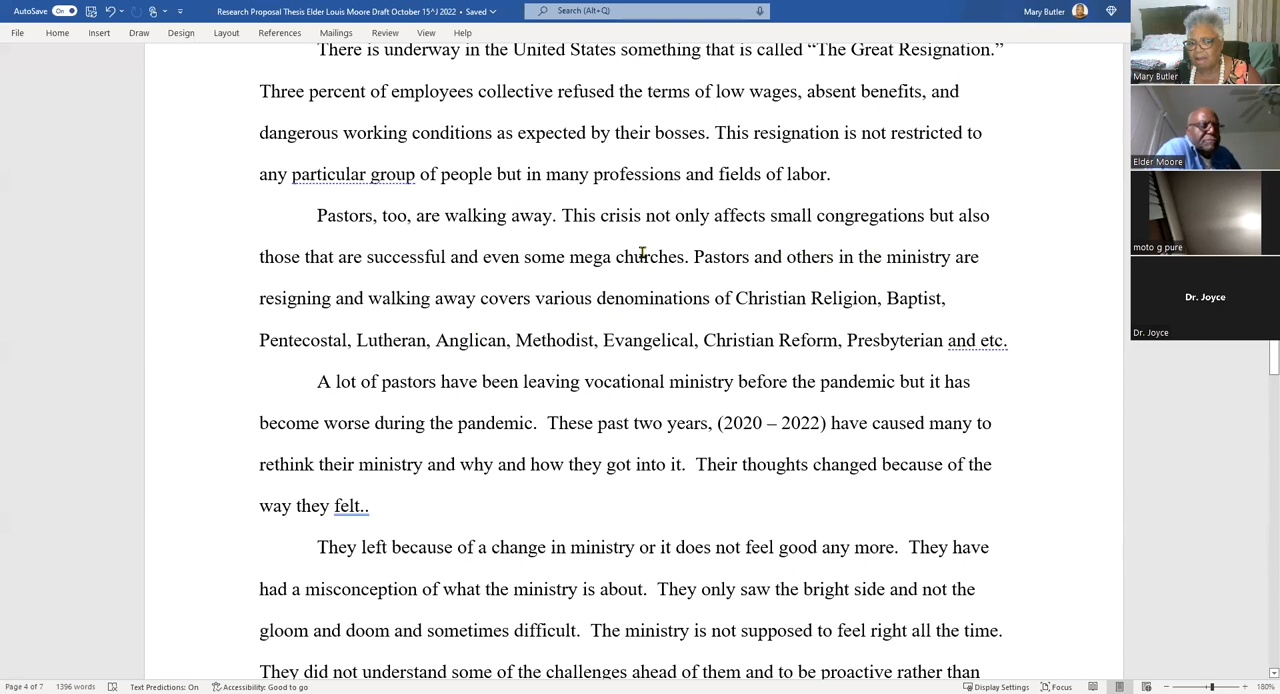 AutoSave On Research Proposal Thesis Elder Louis Moore Draft October 15^J 2022 • Saved Search (Alt+Q) Mary Butler
File Home Insert Draw Design Layout References Mailings Review View Help
There is underway in the United States something that is called “The Great Resignation.”
Three percent of employees collective refused the terms of low wages, absent benefits, and
dangerous working conditions as expected by their bosses. This resignation is not restricted to
any particular group of people but in many professions and fields of labor.
Pastors, too, are walking away. This crisis not only affects small congregations but also
those that are successful and even some mega churches. Pastors and others in the ministry are
resigning and walking away covers various denominations of Christian Religion, Baptist,
Pentecostal, Lutheran, Anglican, Methodist, Evangelical, Christian Reform, Presbyterian and etc.
A lot of pastors have been leaving vocational ministry before the pandemic but it has
become worse during the pandemic. These past two years, (2020 – 2022) have caused many to
rethink their ministry and why and how they got into it. Their thoughts changed because of the
way they felt..
They left because of a change in ministry or it does not feel good any more. They have
had a misconception of what the ministry is about. They only saw the bright side and not the
gloom and doom and sometimes difficult. The ministry is not supposed to feel right all the time.
They did not understand some of the challenges ahead of them and to be proactive rather than
Page 4 of 7 1396 words Text Predictions: On Accessibility: Good to go Display Settings Focus 180%
Mary Butler
Elder Moore
moto g pure
Dr. Joyce
Dr. Joyce